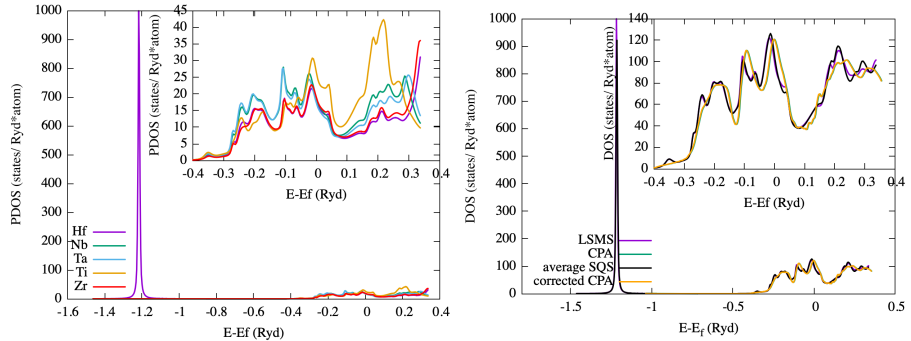 PDOS (states/ Ryd*atom)
1000
900
800
700
600
500
400
300
200
100
0
-1.6 -1.4 -1.2 -1 -0.8 -0.6 -0.4 -0.2 0 0.2 0.4
E-Ef (Ryd)
Hf
Nb
Ta
Ti
Zr
PDOS (states/ Ryd*atom)
45
40
35
30
25
20
15
10
5
0
-0.4 -0.3 -0.2 -0.1 0 0.1 0.2 0.3 0.4
E-Ef (Ryd)
DOS (states/ Ryd*atom)
1000
900
800
700
600
500
400
300
200
100
0
-1.5 -1 -0.5 0 0.5
E-Ef (Ryd)
LSMS
CPA
average SQS
corrected CPA
DOS (states/ Ryd*atom)
140
120
100
80
60
40
20
0
-0.4 -0.3 -0.2 -0.1 0 0.1 0.2 0.3 0.4
E-Ef (Ryd)